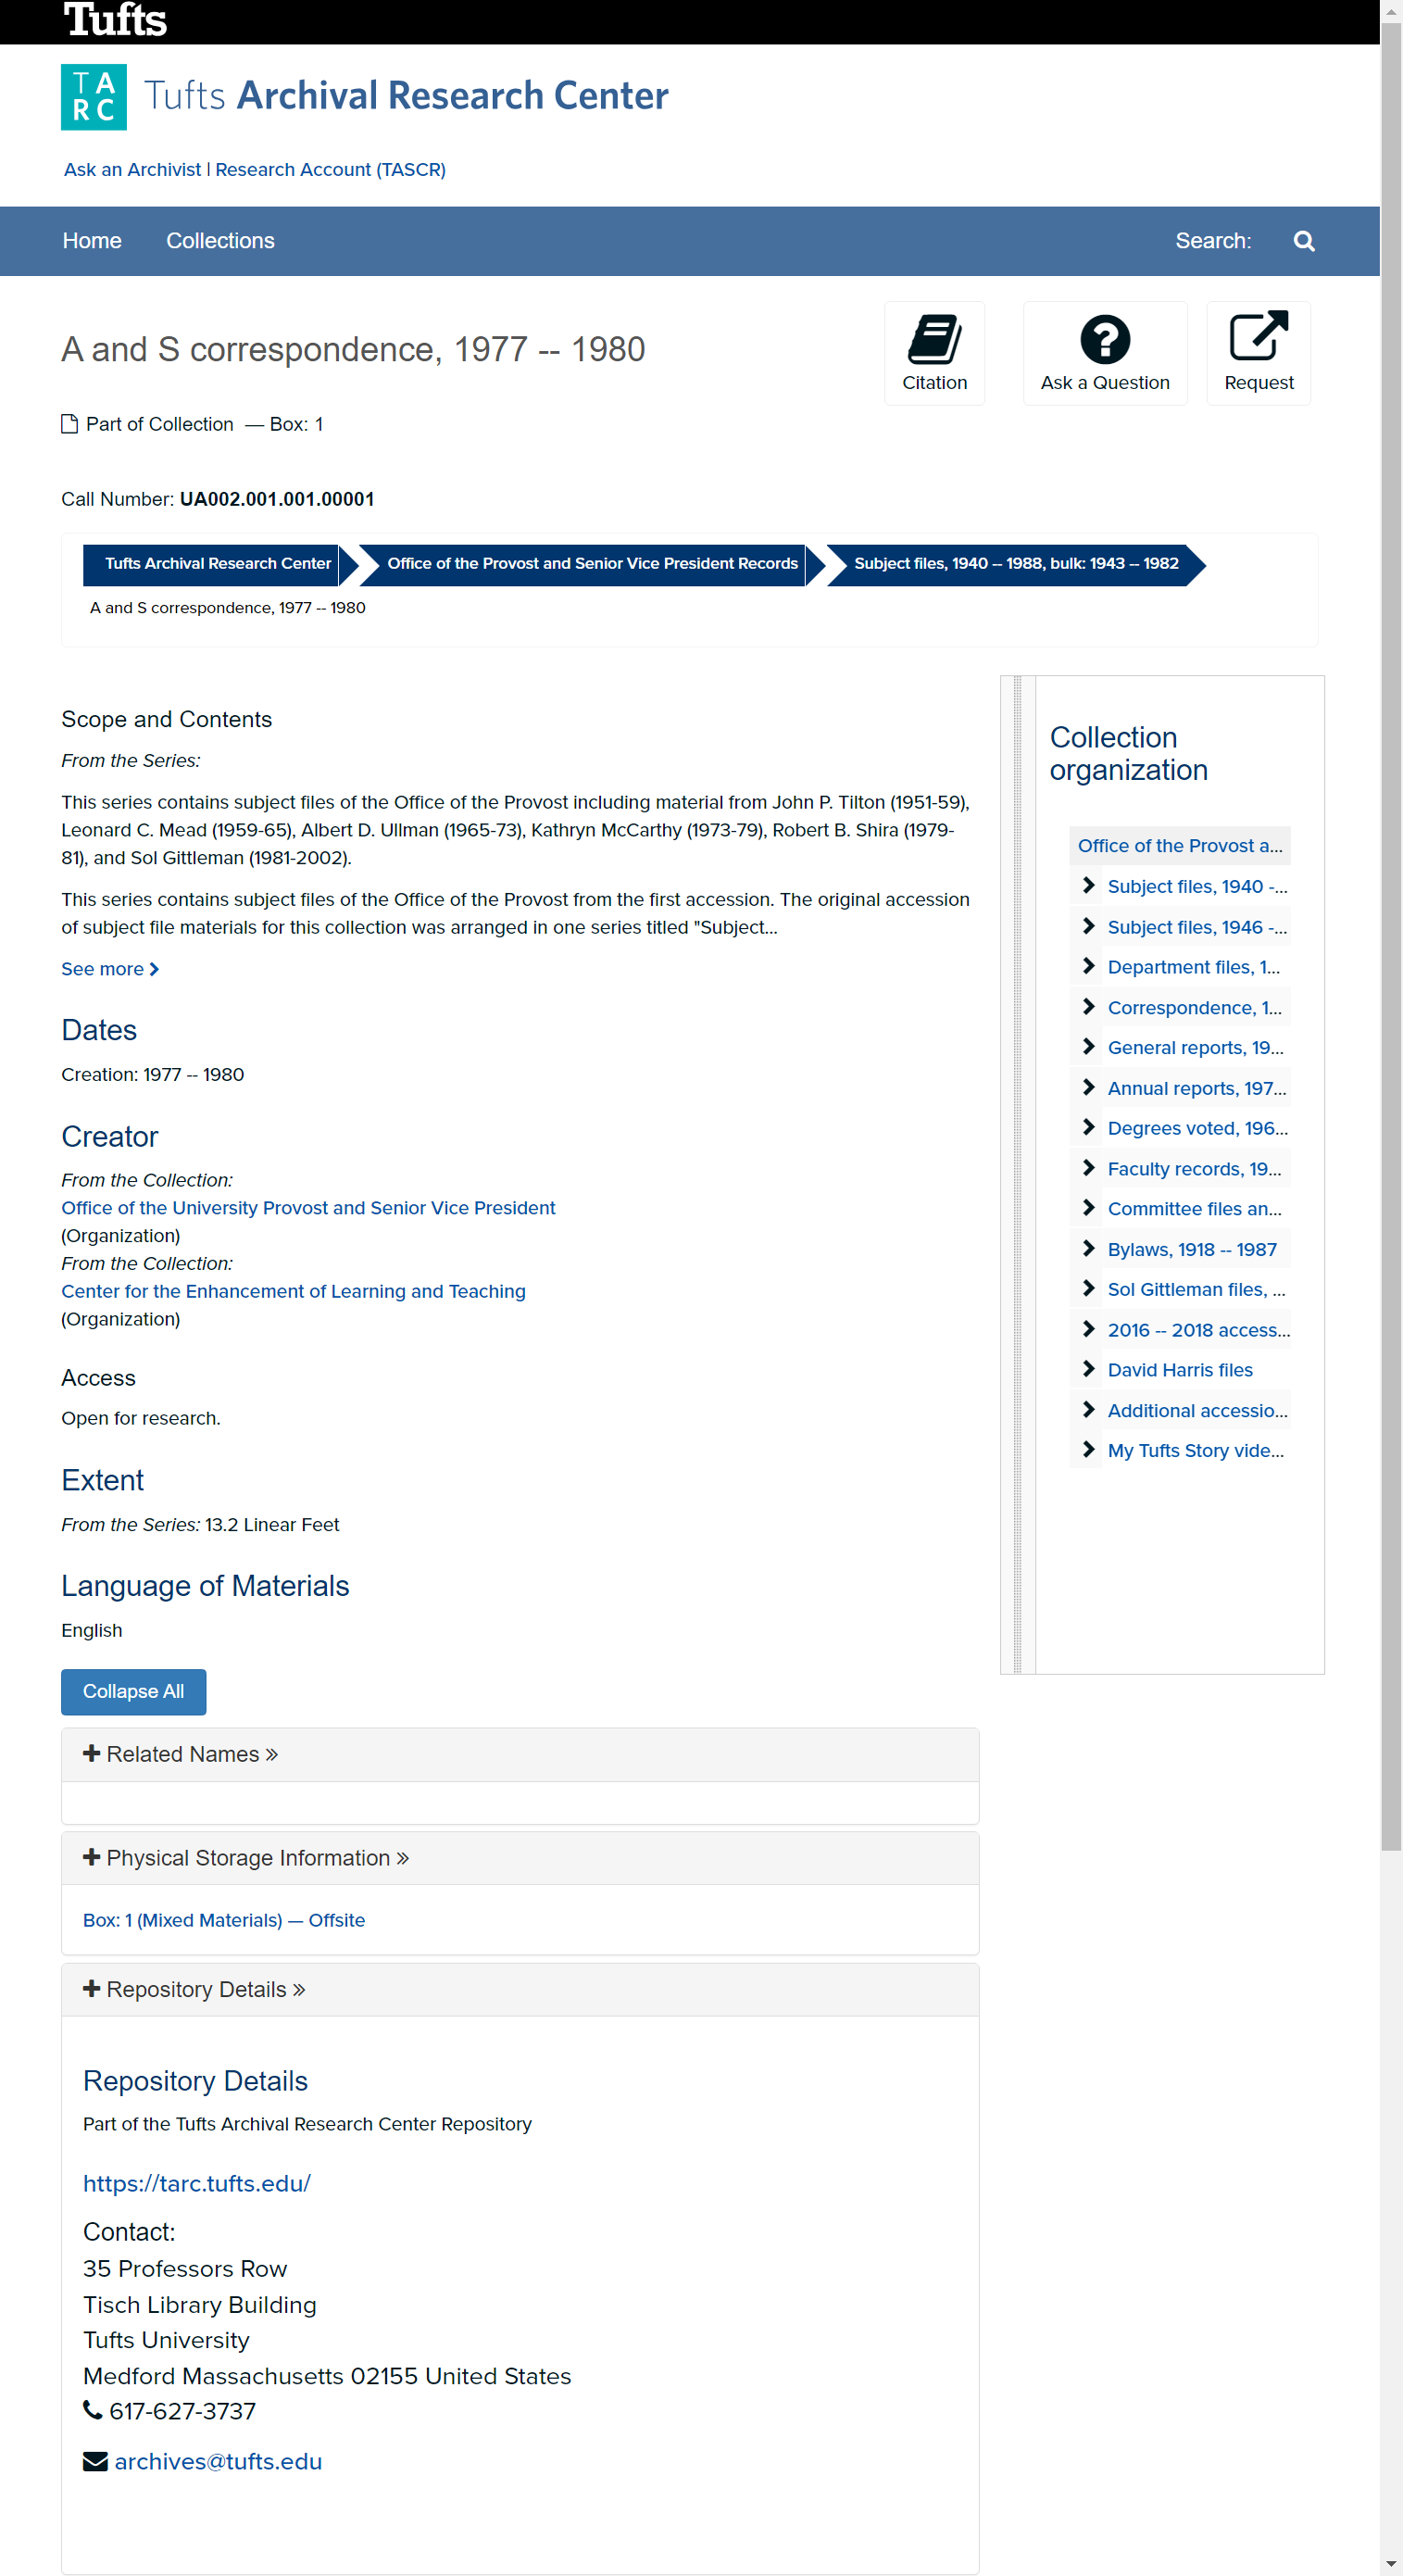 Tufts
TARC Tufts Archival Research Center
Ask an Archivist | Research Account (TASCR)
Home Collections Search:
Citation
Ask a Question
Request
A and S correspondence, 1977 -- 1980
Part of Collection — Box: 1
Call Number: UA002.001.001.00001
Tufts Archival Research Center
Office of the Provost and Senior Vice President Records
Subject files, 1940 -- 1988, bulk: 1943 -- 1982
A and S correspondence, 1977 -- 1980
Scope and Contents
From the Series:
This series contains subject files of the Office of the Provost including material from John P. Tilton (1951-59),
Leonard C. Mead (1959-65), Albert D. Ullman (1965-73), Kathryn McCarthy (1973-79), Robert B. Shira (1979-
81), and Sol Gittleman (1981-2002).
This series contains subject files of the Office of the Provost from the first accession. The original accession
of subject file materials for this collection was arranged in one series titled "Subject...
See more
Dates
Creation: 1977 -- 1980
Creator
From the Collection:
Office of the University Provost and Senior Vice President
(Organization)
From the Collection:
Center for the Enhancement of Learning and Teaching
(Organization)
Access
Open for research.
Extent
From the Series: 13.2 Linear Feet
Language of Materials
English
Collapse All
Related Names »
Physical Storage Information »
Box: 1 (Mixed Materials) — Offsite
Repository Details »
Repository Details
Part of the Tufts Archival Research Center Repository
https://tarc.tufts.edu/
Contact:
35 Professors Row
Tisch Library Building
Tufts University
Medford Massachusetts 02155 United States
617-627-3737
archives@tufts.edu
Collection
organization
Office of the Provost a...
Subject files, 1940 -...
Subject files, 1946 -...
Department files, 1...
Correspondence, 1...
General reports, 19...
Annual reports, 197...
Degrees voted, 196...
Faculty records, 19...
Committee files an...
Bylaws, 1918 -- 1987
Sol Gittleman files, ...
2016 -- 2018 access...
David Harris files
Additional accessio...
My Tufts Story vide...